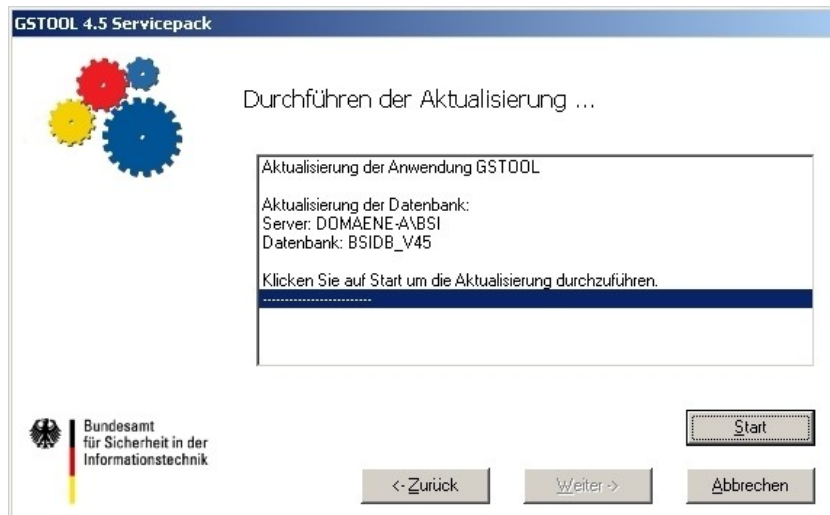 GSTOOL 4.5 Servicepack
Durchführen der Aktualisierung ...
Aktualisierung der Anwendung GSTOOL
Aktualisierung der Datenbank:
Server: DOMAENE-A\BSI
Datenbank: BSIDB_V45
Klicken Sie auf Start um die Aktualisierung durchzuführen.
------------------------
Bundesamt
für Sicherheit in der
Informationstechnik
Start
<- Zurück
Weiter ->
Abbrechen